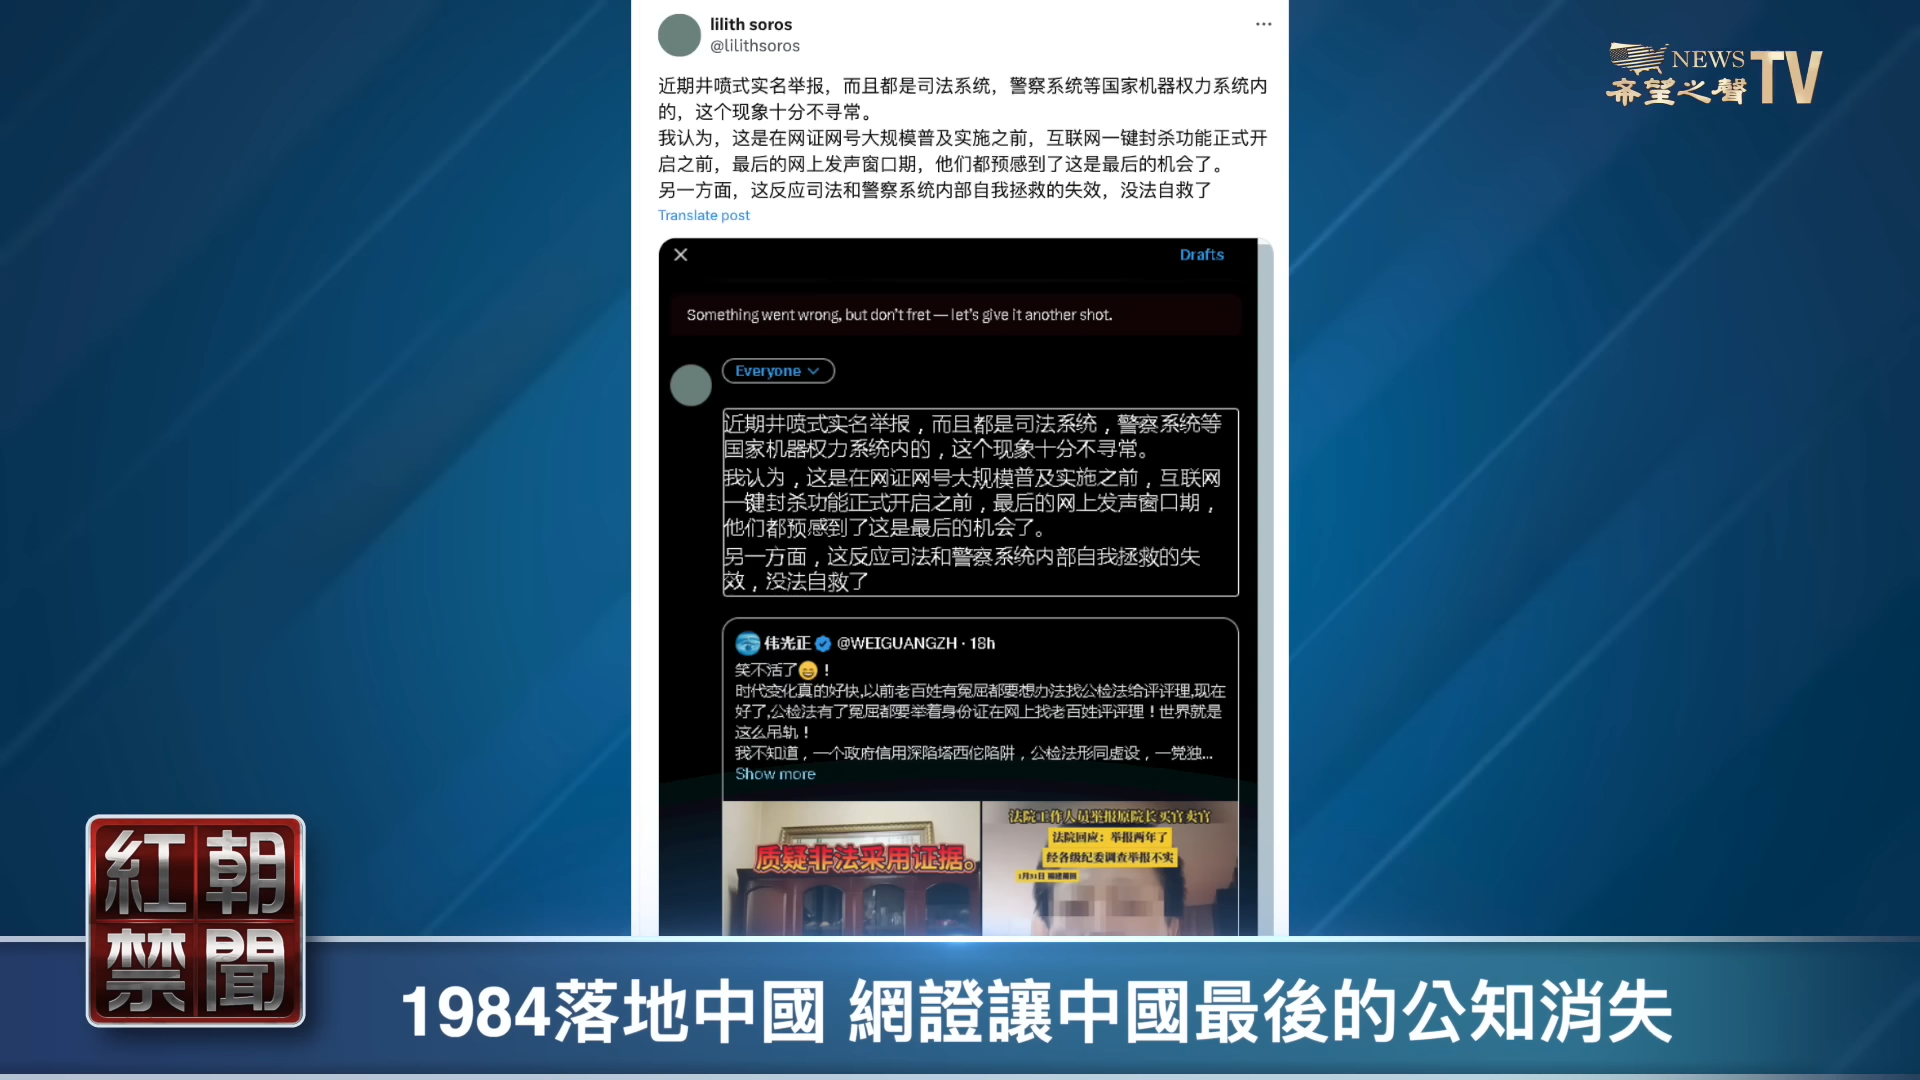 lilith soros
@lilithsoros
近期井喷式实名举报，而且都是司法系统，警察系统等国家机器权力系统内
的，这个现象十分不寻常。
我认为，这是在网证网号大规模普及实施之前，互联网一键封杀功能正式开
启之前，最后的网上发声窗口期，他们都预感到了这是最后的机会了。
另一方面，这反应司法和警察系统内部自我拯救的失效，没法自救了
Translate post
NEWS TV
希望之聲
Drafts
Something went wrong, but don't fret — let's give it another shot.
Everyone
近期井喷式实名举报，而且都是司法系统，警察系统等
国家机器权力系统内的，这个现象十分不寻常。
我认为，这是在网证网号大规模普及实施之前，互联网
一键封杀功能正式开启之前，最后的网上发声窗口期，
他们都预感到了这是最后的机会了。
另一方面，这反应司法和警察系统内部自我拯救的失
效，没法自救了
伟光正 @WEIGUANGZH · 18h
笑不活了😄！
时代变化真的好快,以前老百姓有冤屈都要想办法找公检法给评评理,现在
好了,公检法有了冤屈都要举着身份证在网上找老百姓评评理！世界就是
这么吊轨！
我不知道，一个政府信用深陷塔西佗陷阱，公检法形同虚设，一党独...
Show more
质疑非法采用证据。
法院工作人员举报原院长买官卖官
法院回应：举报两年了
经各级纪委调查举报不实
紅朝
禁聞
1984落地中國 網證讓中國最後的公知消失